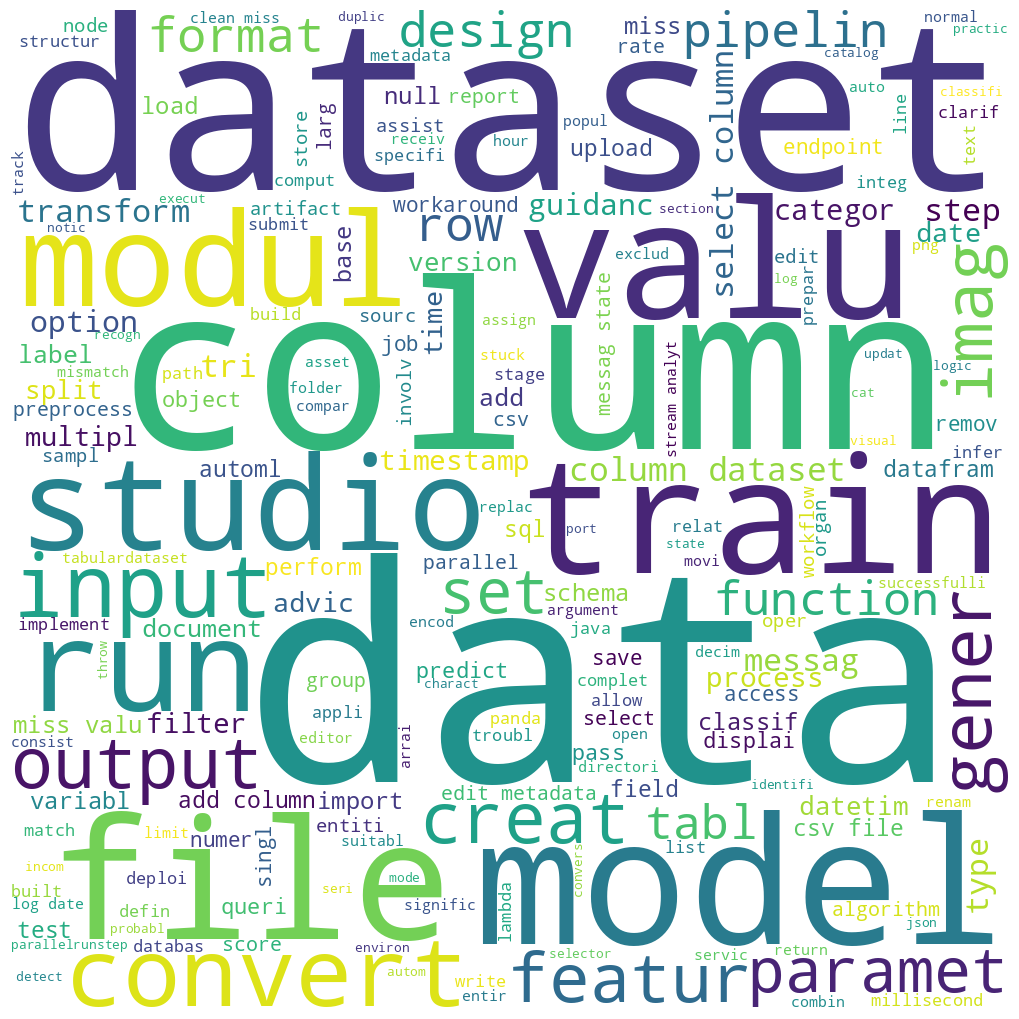 node
clean miss
duplic
format
design
miss
pipelin
normal
practic
structur
metadata
rate
catalog
dataset
load
null
report
larg
store
assist
receiv
specifi
hour
popul
upload
select column
auto
line
classifi
clarif
text
endpoint
track
comput
integ
execut
transform
artifact
workaround
guidanc
section
categor
step
notic
submit
row
date
modul
base
version
valu
exclud
edit
png
log
prepar
imag
option
build
sourc
time
assign
messag state
column
recogn
label
job
stuck
updat
logic
mismatch
path
tri
asset
stage
stream analyt
split
object
folder
compar
involv
add
cat
preprocess
csv
multipl
remov
visual
sampl
automl
timestamp
column dataset
datafram
infer
studio
replac
train
sql
port
relat
state
movi
workflow
organ
tabulardataset
perform
parallel
input
set
schema
function
successfulli
advic
argument
oper
implement
document
encod
java
decim
gener
run
data
throw
predict
save
messag
process
group
charact
complet
access
miss valu
filter
appli
panda
allow
select
classif
consist
editor
arrai
troubl
open
displai
output
pass
directori
identifi
variabl
add column
import
edit metadata
field
datetim
renam
match
limit
numer
singl
entiti
suitabl
creat
tabl
csv file
file
model
list
convers
type
incom
deploi
mode
built
seri
log date
defin
queri
signific
lambda
algorithm
json
probabl
test
parallelrunstep
databas
score
environ
selector
servic
return
detect
convert
autom
write
entir
featur
paramet
combin
millisecond